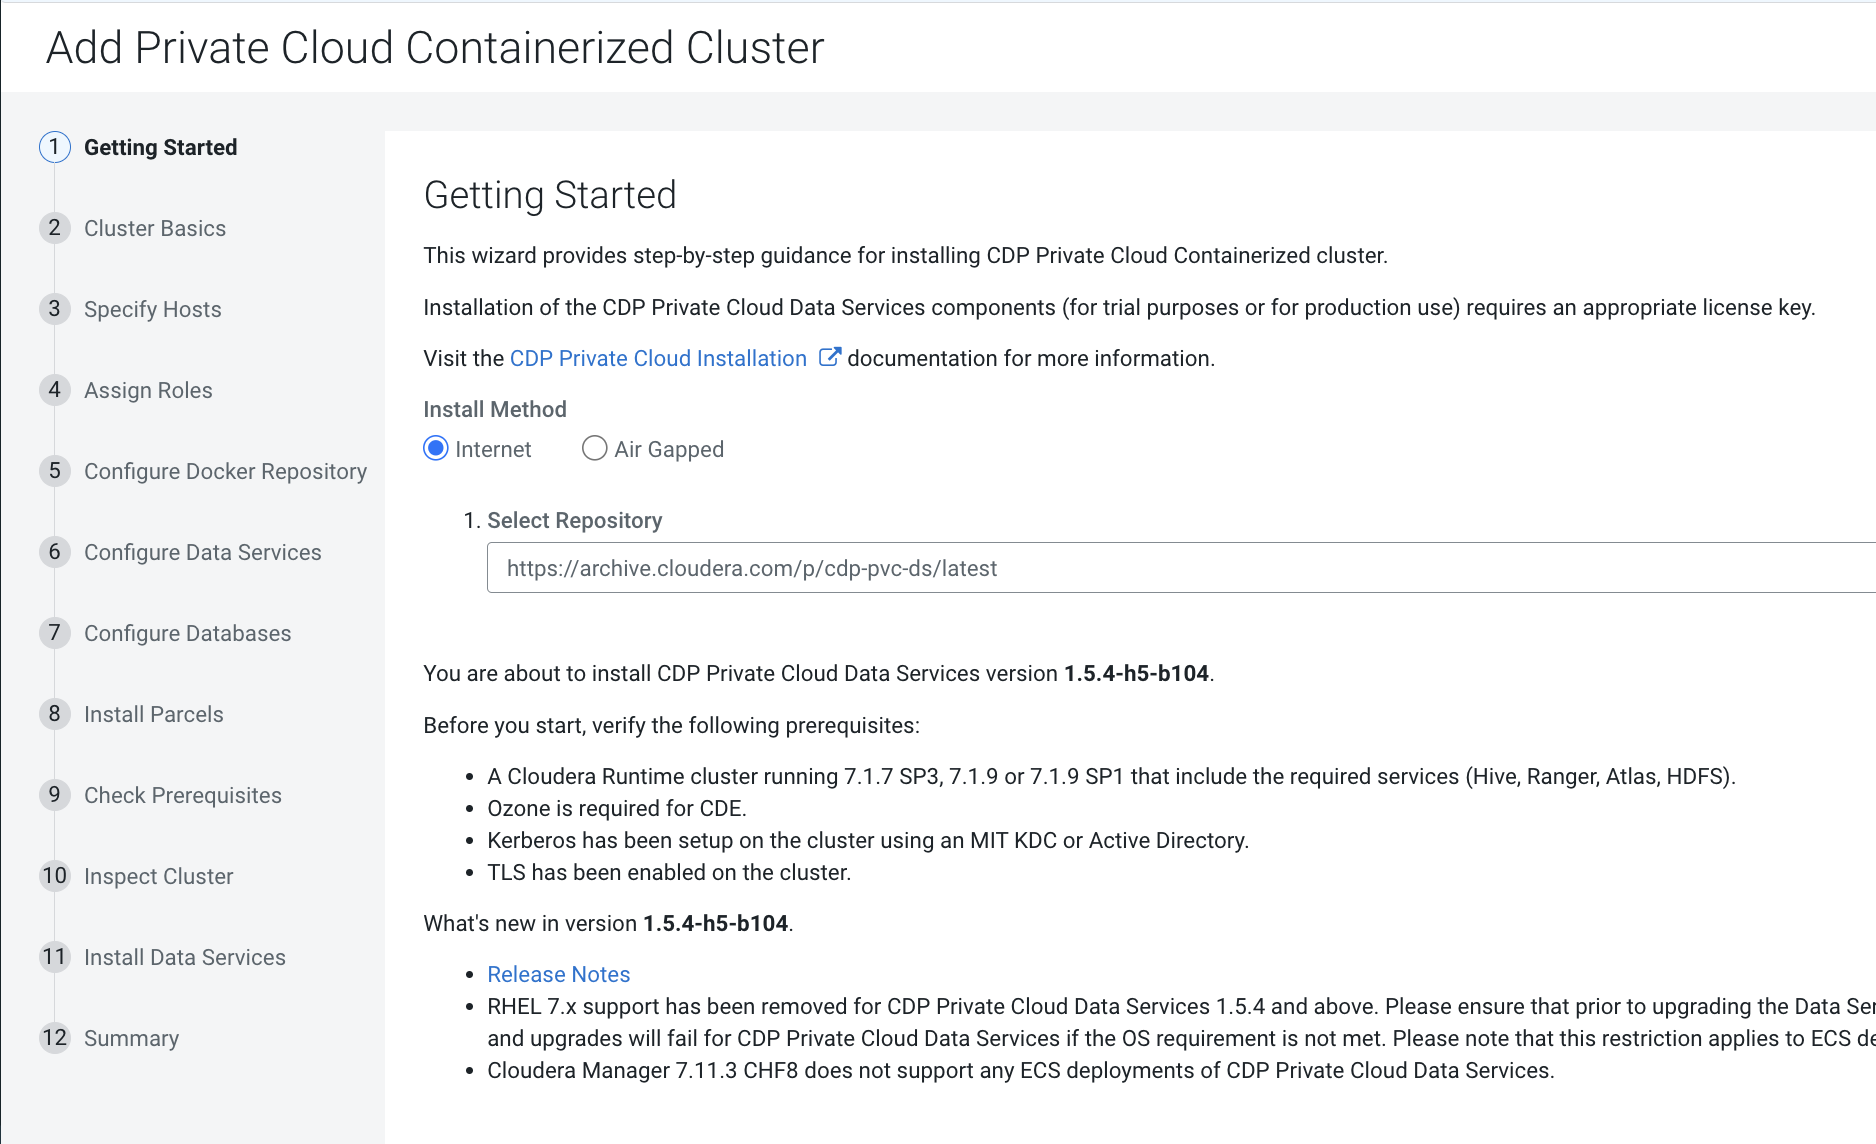 Add Private Cloud Containerized Cluster
1 Getting Started
2 Cluster Basics
3 Specify Hosts
4 Assign Roles
5 Configure Docker Repository
6 Configure Data Services
7 Configure Databases
8 Install Parcels
9 Check Prerequisites
10 Inspect Cluster
11 Install Data Services
12 Summary
Getting Started
This wizard provides step-by-step guidance for installing CDP Private Cloud Containerized cluster.
Installation of the CDP Private Cloud Data Services components (for trial purposes or for production use) requires an appropriate license key.
Visit the CDP Private Cloud Installation documentation for more information.
Install Method
Internet Air Gapped
1. Select Repository
https://archive.cloudera.com/p/cdp-pvc-ds/latest
You are about to install CDP Private Cloud Data Services version 1.5.4-h5-b104.
Before you start, verify the following prerequisites:
• A Cloudera Runtime cluster running 7.1.7 SP3, 7.1.9 or 7.1.9 SP1 that include the required services (Hive, Ranger, Atlas, HDFS).
• Ozone is required for CDE.
• Kerberos has been setup on the cluster using an MIT KDC or Active Directory.
• TLS has been enabled on the cluster.
What's new in version 1.5.4-h5-b104.
• Release Notes
• RHEL 7.x support has been removed for CDP Private Cloud Data Services 1.5.4 and above. Please ensure that prior to upgrading the Data
and upgrades will fail for CDP Private Cloud Data Services if the OS requirement is not met. Please note that this restriction applies to ECS
• Cloudera Manager 7.11.3 CHF8 does not support any ECS deployments of CDP Private Cloud Data Services.